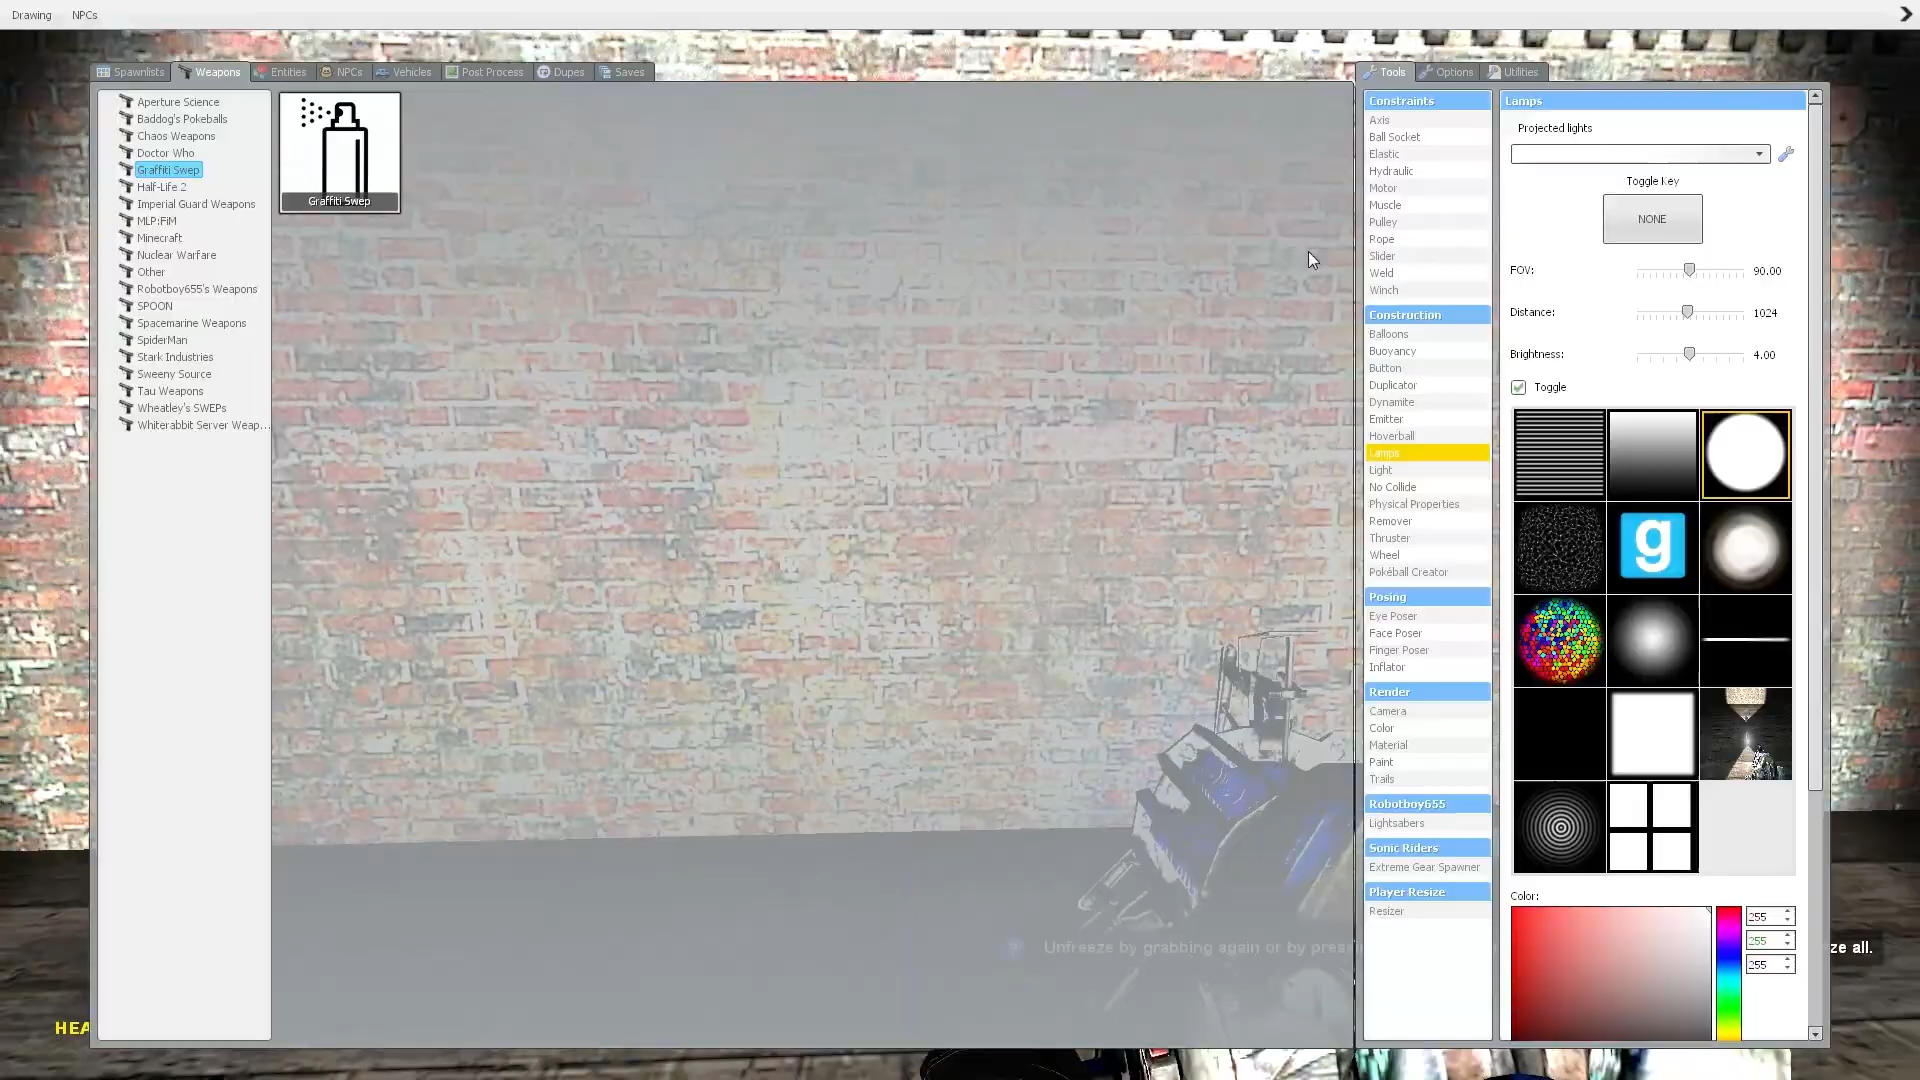 Drawing NPCs
Spawnlists Weapons Entities NPCs Vehicles Post Process Dupes Saves
Tools Options Utilities
Aperture Science
Baddog's Pokeballs
Chaos Weapons
Doctor Who
Graffiti Swep
Half-Life 2
Imperial Guard Weapons
MLP:FiM
Minecraft
Nuclear Warfare
Other
Robotboy655's Weapons
SPOON
Spacemarine Weapons
SpiderMan
Stark Industries
Sweeny Source
Tau Weapons
Wheatley's SWEPs
Whiterabbit Server Weap...
Graffiti Swep
Constraints
Axis
Ball Socket
Elastic
Hydraulic
Motor
Muscle
Pulley
Rope
Slider
Weld
Winch
Construction
Balloons
Buoyancy
Button
Duplicator
Dynamite
Emitter
Hoverball
Lamps
Light
No Collide
Physical Properties
Remover
Thruster
Wheel
Pokéball Creator
Posing
Eye Poser
Face Poser
Finger Poser
Inflator
Render
Camera
Color
Material
Paint
Trails
Robotboy655
Lightsabers
Sonic Riders
Extreme Gear Spawner
Player Resize
Resizer
Lamps
Projected lights
Toggle Key
NONE
FOV: 90.00
Distance: 1024
Brightness: 4.00
Toggle
g
Color:
255
255
255
Unfreeze by grabbing again or by pres
ze all.
HEA